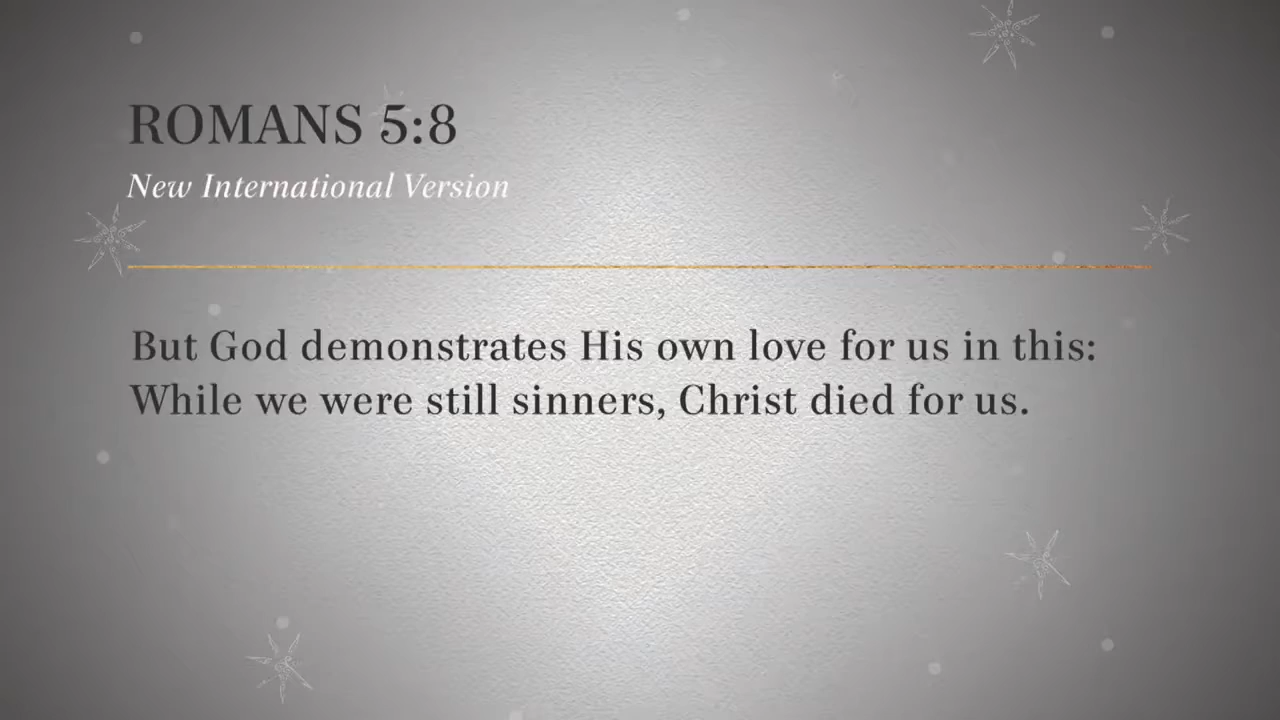 ROMANS 5:8
New International Version
But God demonstrates His own love for us in this:
While we were still sinners, Christ died for us.